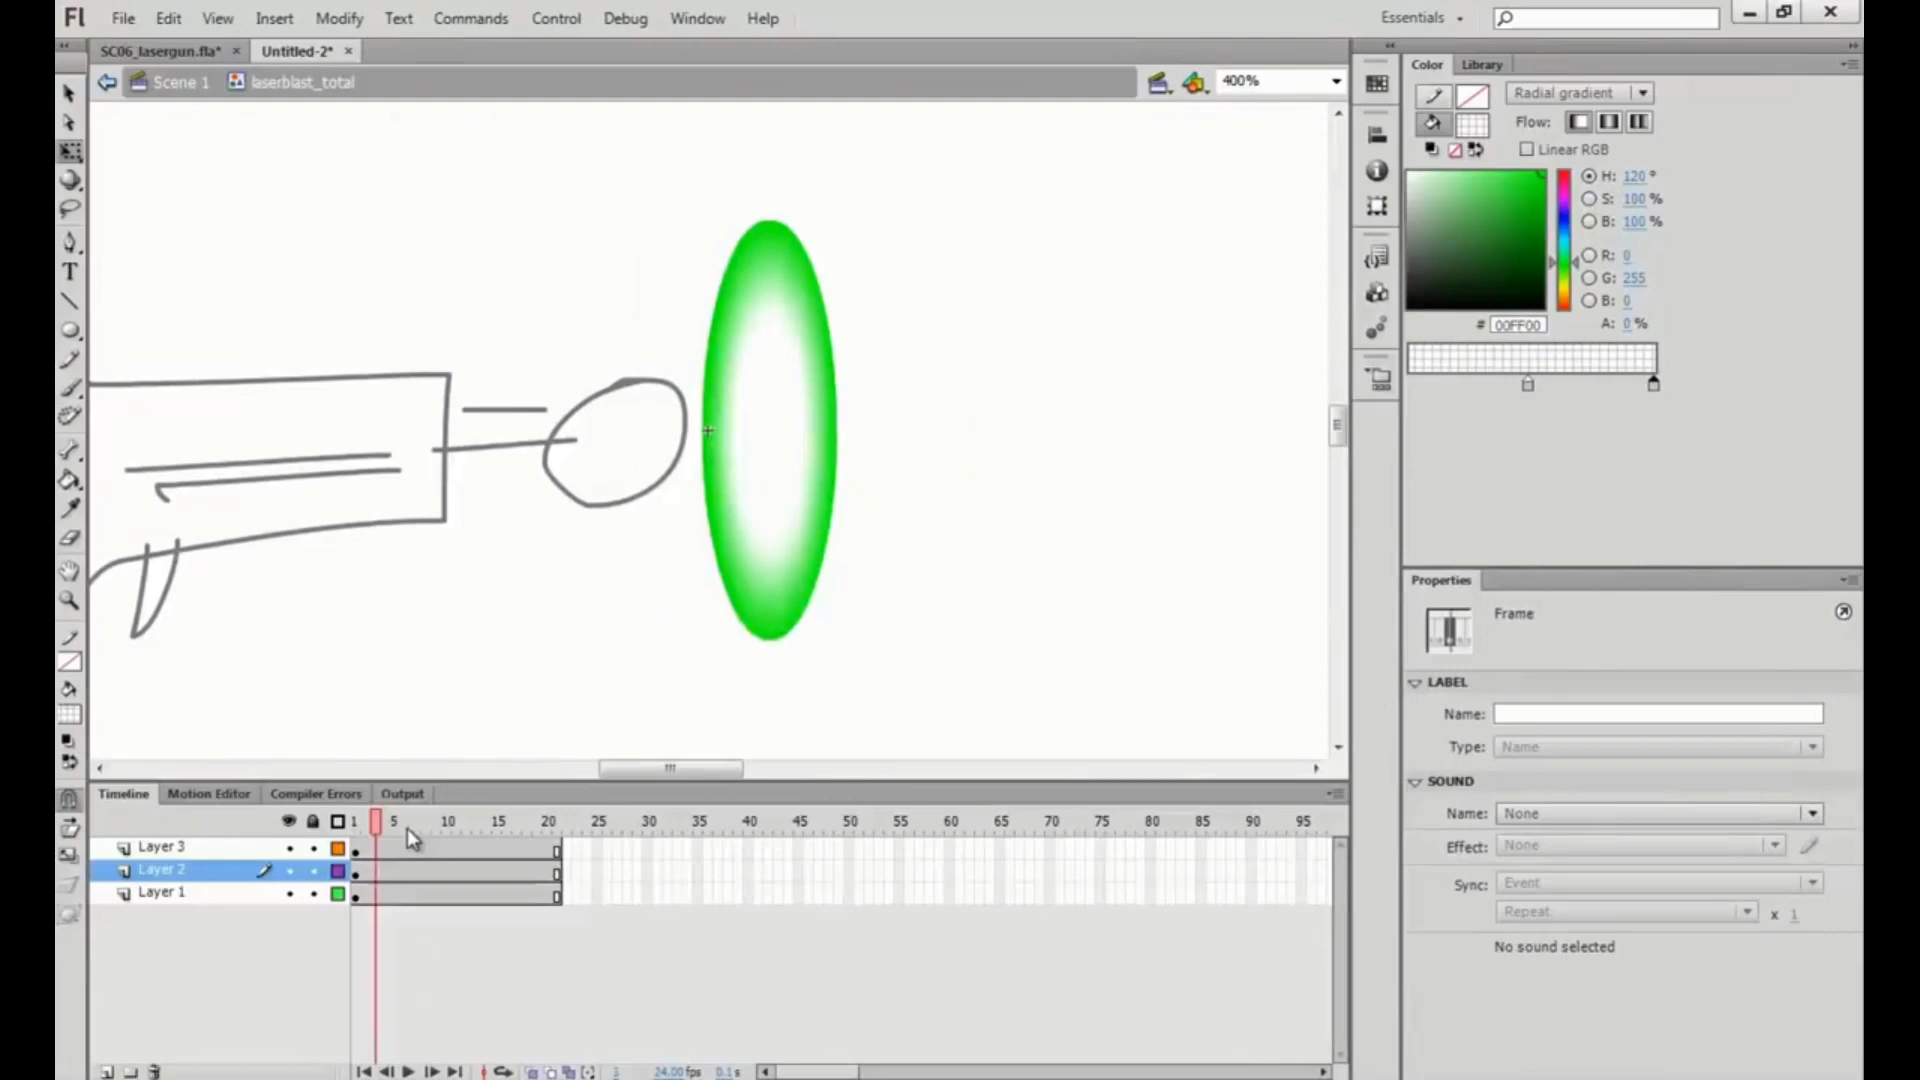 Fl File Edit View Insert Modify Text Commands Control Debug Window Help Essentials
SC06_lasergun.fla* × Untitled-2* ×
Scene 1 laserblast_total 400%
Color Library
Radial gradient
Flow:
Linear RGB
H: 120 °
S: 100 %
B: 100 %
R: 0
G: 255
B: 0
# 00FF00 A: 0 %
T
Properties
Frame
LABEL
Name:
Type: Name
SOUND
Name: None
Effect: None
Sync: Event
Repeat x 1
No sound selected
Timeline Motion Editor Compiler Errors Output
1 5 10 15 20 25 30 35 40 45 50 55 60 65 70 75 80 85 90 95
Layer 3
Layer 2
Layer 1
24.00 fps 0.1 s